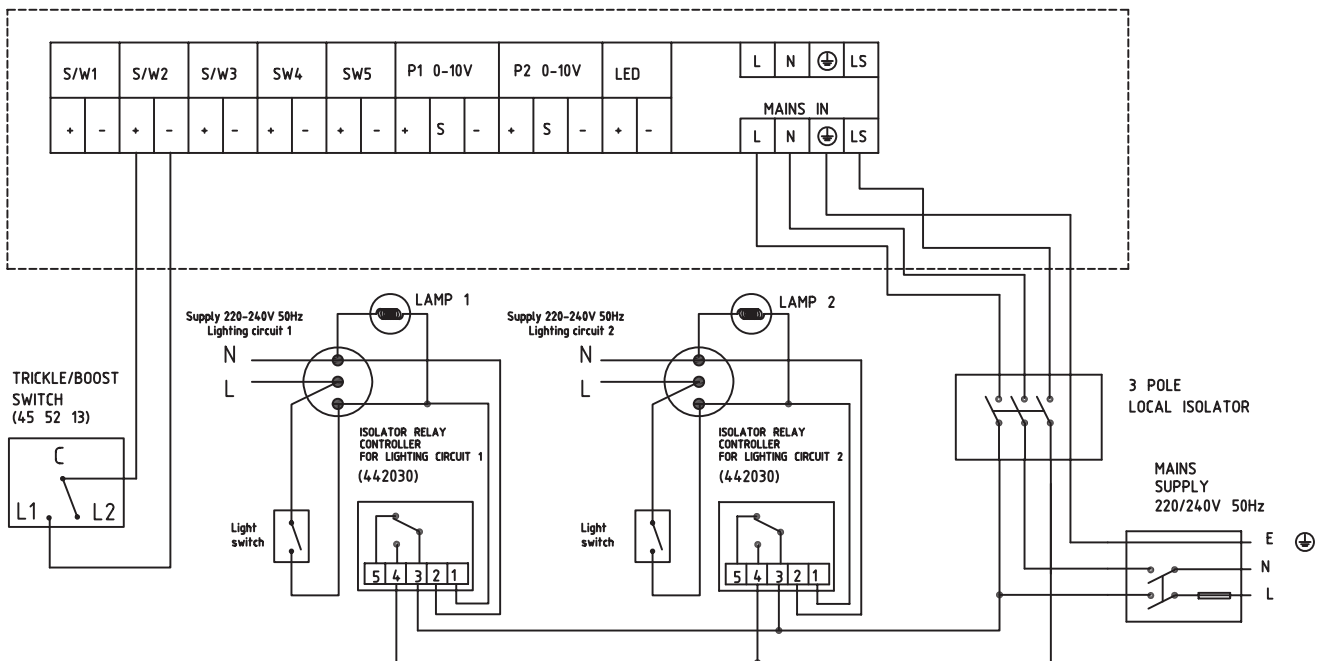 S/W1 S/W2 S/W3 SW4 SW5 P1 0-10V P2 0-10V LED
+ - + - + - + - + - + S - + S - + -
L N LS
MAINS IN
L N LS
LAMP 1
Supply 220-240V 50Hz
Lighting circuit 1
N
L
ISOLATOR RELAY
CONTROLLER
FOR LIGHTING CIRCUIT 1
(442030)
Light
switch
5 4 3 2 1
LAMP 2
Supply 220-240V 50Hz
Lighting circuit 2
N
L
ISOLATOR RELAY
CONTROLLER
FOR LIGHTING CIRCUIT 2
(442030)
Light
switch
5 4 3 2 1
TRICKLE/BOOST
SWITCH
(45 52 13)
C
L1 L2
3 POLE
LOCAL ISOLATOR
MAINS
SUPPLY
220/240V 50Hz
E
N
L